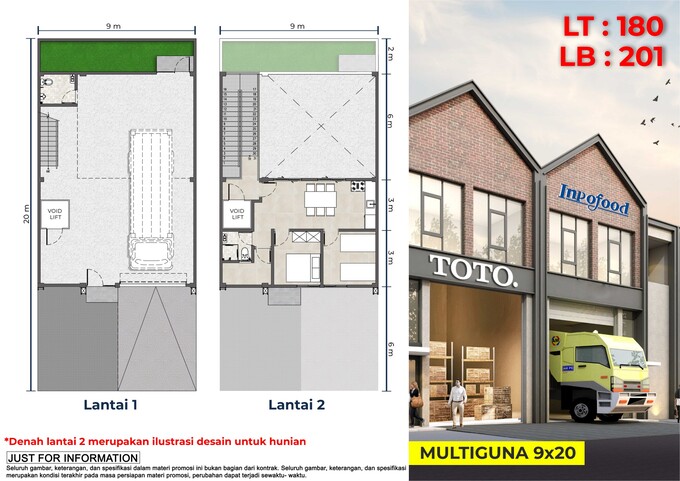 9 m
9 m
LT : 180
LB : 201
2 m
6 m
20 m
3 m
3 m
6 m
VOID
LIFT
VOID
LIFT
Inpofood
TOTO.
Lantai 1
Lantai 2
*Denah lantai 2 merupakan ilustrasi desain untuk hunian
JUST FOR INFORMATION
Seluruh gambar, keterangan, dan spesifikasi dalam materi promosi ini bukan bagian dari kontrak. Seluruh gambar, keterangan, dan spesifikasi
merupakan kondisi terakhir pada masa persiapan materi promosi, perubahan dapat terjadi sewaktu- waktu.
MULTIGUNA 9x20